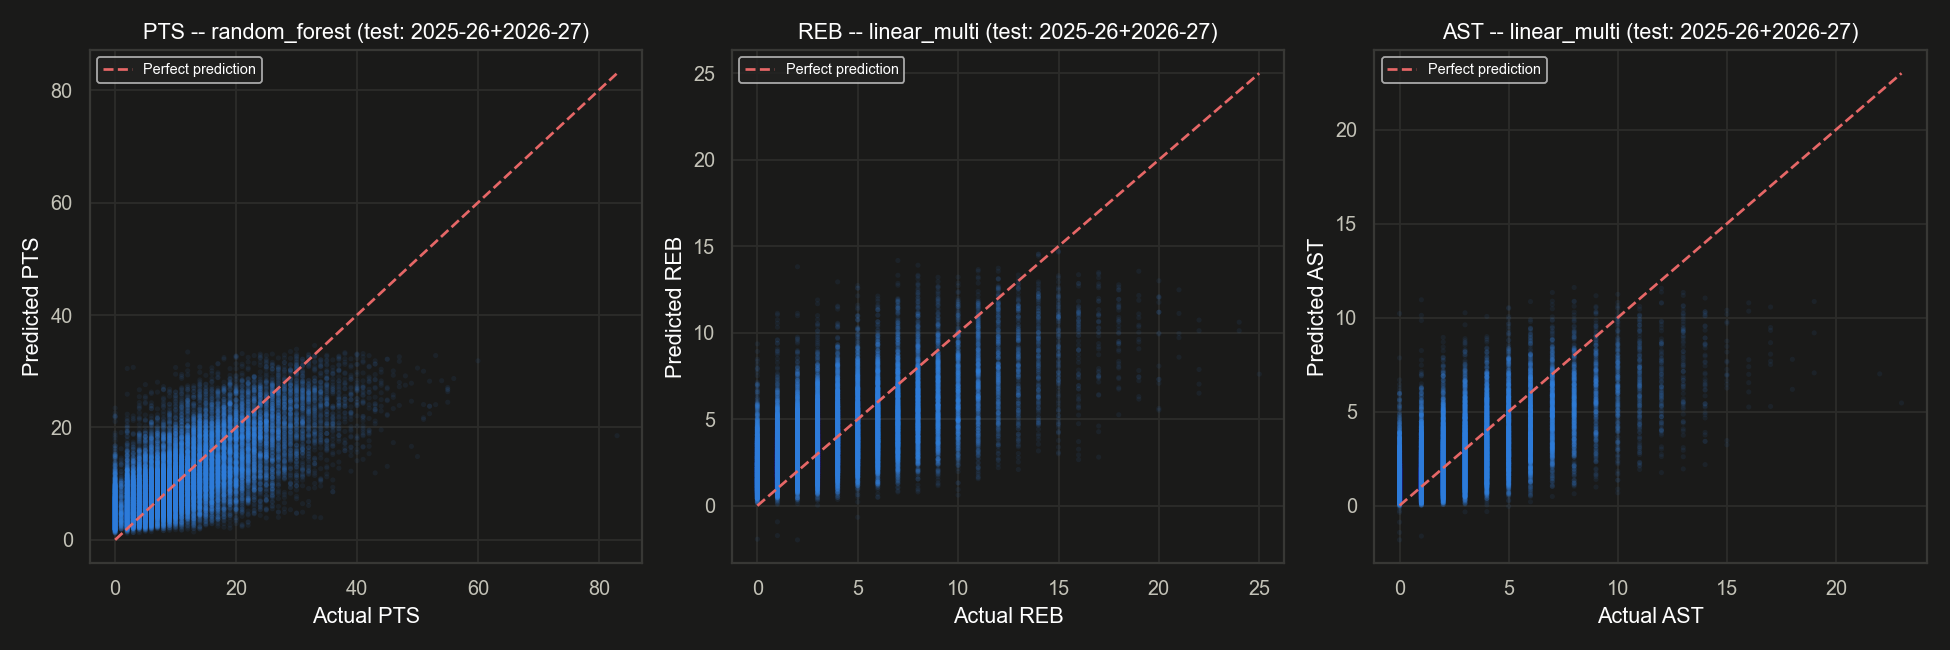 PTS -- random_forest (test: 2025-26+2026-27)
Perfect prediction
80
60
40
20
0
Predicted PTS
0 20 40 60 80
Actual PTS
REB -- linear_multi (test: 2025-26+2026-27)
Perfect prediction
25
20
15
10
5
0
Predicted REB
0 5 10 15 20 25
Actual REB
AST -- linear_multi (test: 2025-26+2026-27)
Perfect prediction
20
15
10
5
0
Predicted AST
0 5 10 15 20
Actual AST